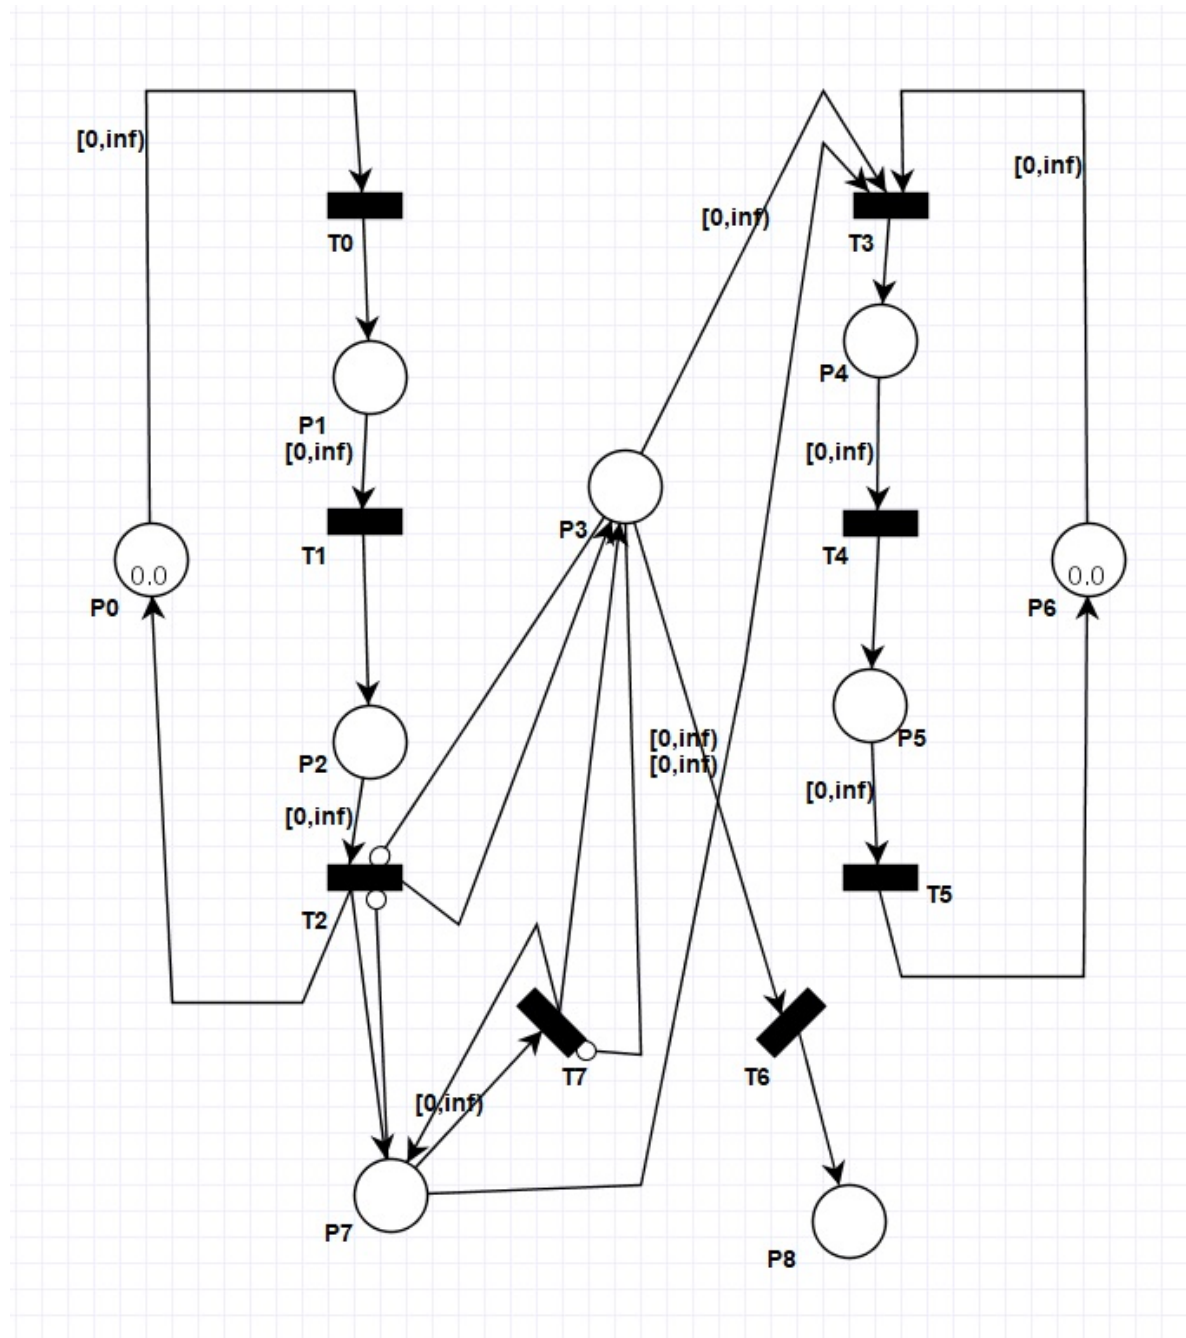 [0,inf)
[0,inf)
[0,inf)
T0
T3
P4
P1
[0,inf)
[0,inf)
P3
T1
T4
0.0
0.0
P0
P6
[0,inf)
P5
P2
[0,inf)
[0,inf)
[0,inf)
T5
T2
T7
T6
[0,inf)
P7
P8